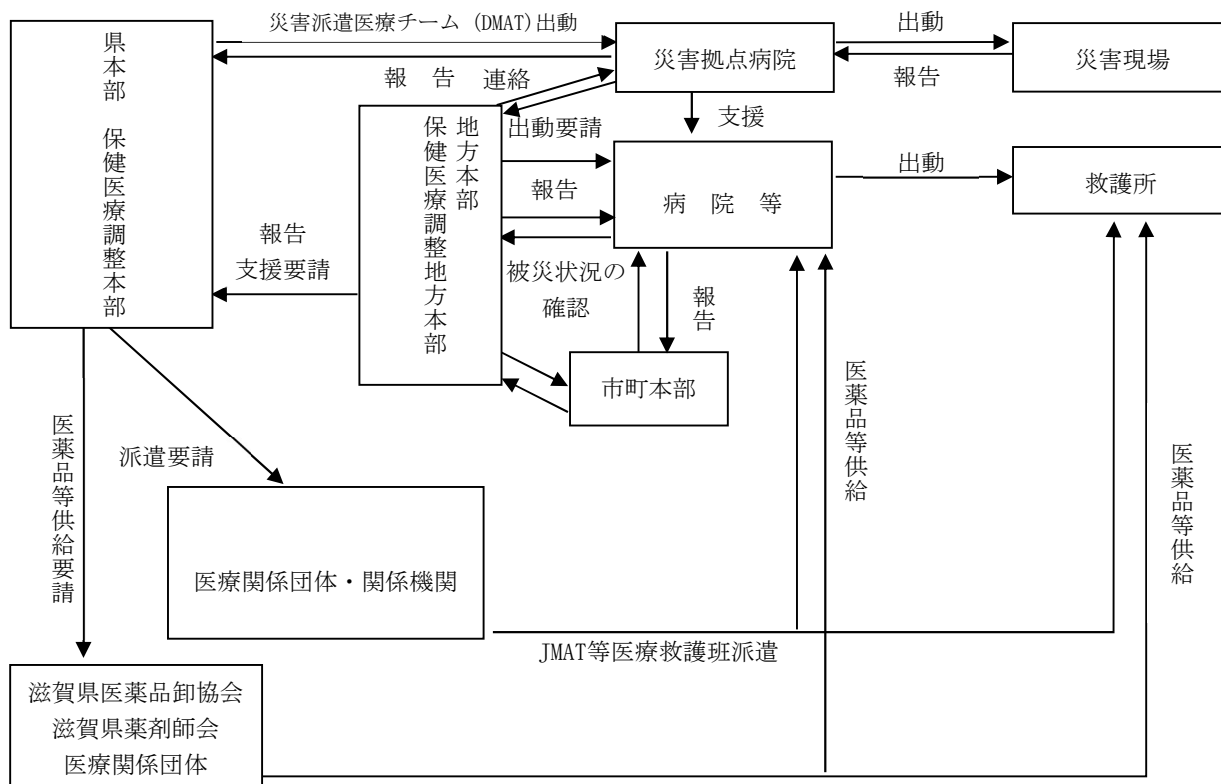 災害派遣医療チーム (DMAT)出動
出動
県本部　保健医療調整本部
災害拠点病院
災害現場
報　告
連絡
報告
地方本部
保健医療調整地方本部
出動要請
支援
出動
病　院　等
救護所
報告
報告
支援要請
被災状況の
確認
報告
市町本部
医薬品等供給
医薬品等供給
医薬品等供給要請
派遣要請
医療関係団体・関係機関
JMAT等医療救護班派遣
滋賀県医薬品卸協会
滋賀県薬剤師会
医療関係団体